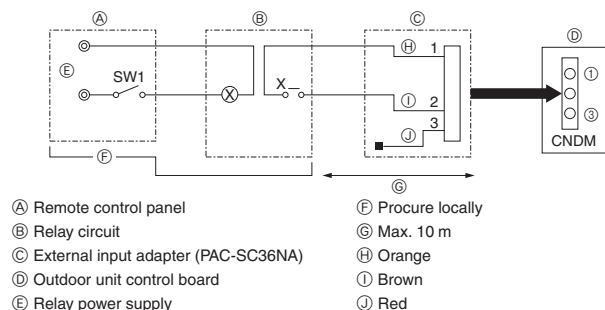 Ⓐ Ⓑ Ⓒ Ⓓ
Ⓔ SW1 X X Ⓗ 1
Ⓘ 2
Ⓙ 3
① ③
CNDM
Ⓕ Ⓖ
Ⓐ Remote control panel
Ⓑ Relay circuit
Ⓒ External input adapter (PAC-SC36NA)
Ⓓ Outdoor unit control board
Ⓔ Relay power supply
Ⓕ Procure locally
Ⓖ Max. 10 m
Ⓗ Orange
Ⓘ Brown
Ⓙ Red